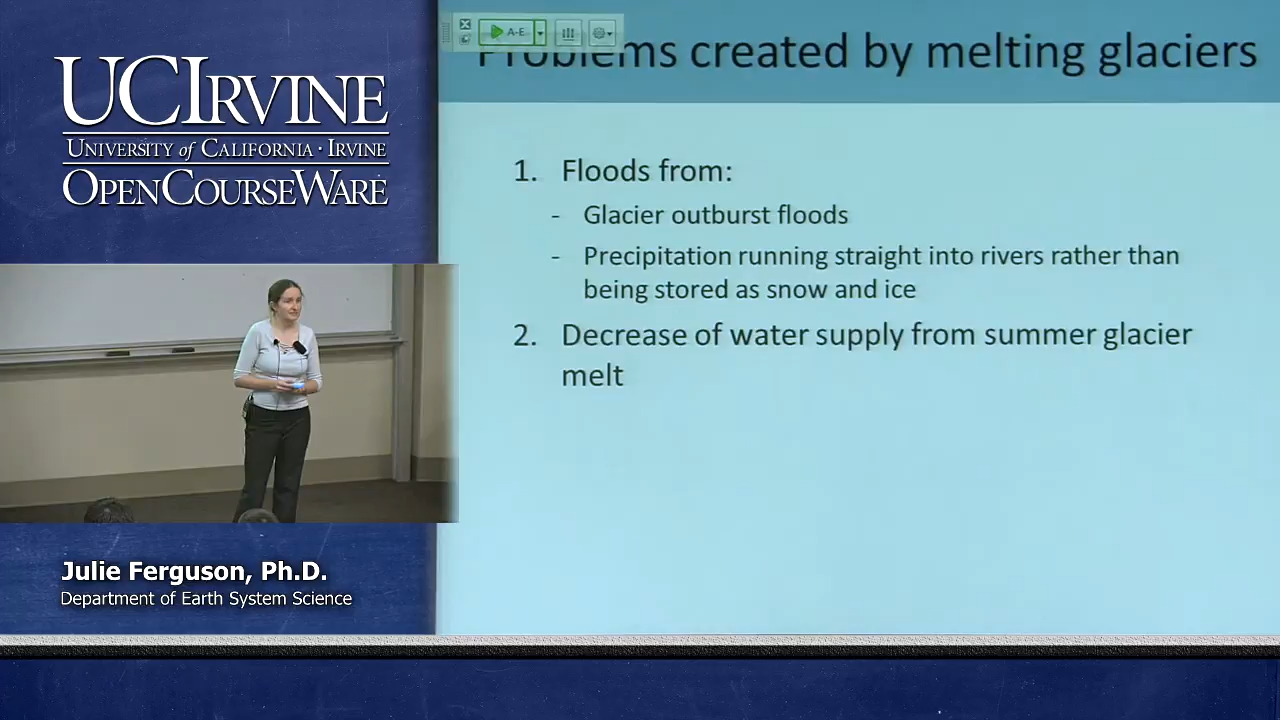 UCIRVINE
UNIVERSITY of CALIFORNIA · IRVINE
OPENCOURSEWARE
A-E
Problems created by melting glaciers
1. Floods from:
- Glacier outburst floods
- Precipitation running straight into rivers rather than
being stored as snow and ice
2. Decrease of water supply from summer glacier
melt
Julie Ferguson, Ph.D.
Department of Earth System Science